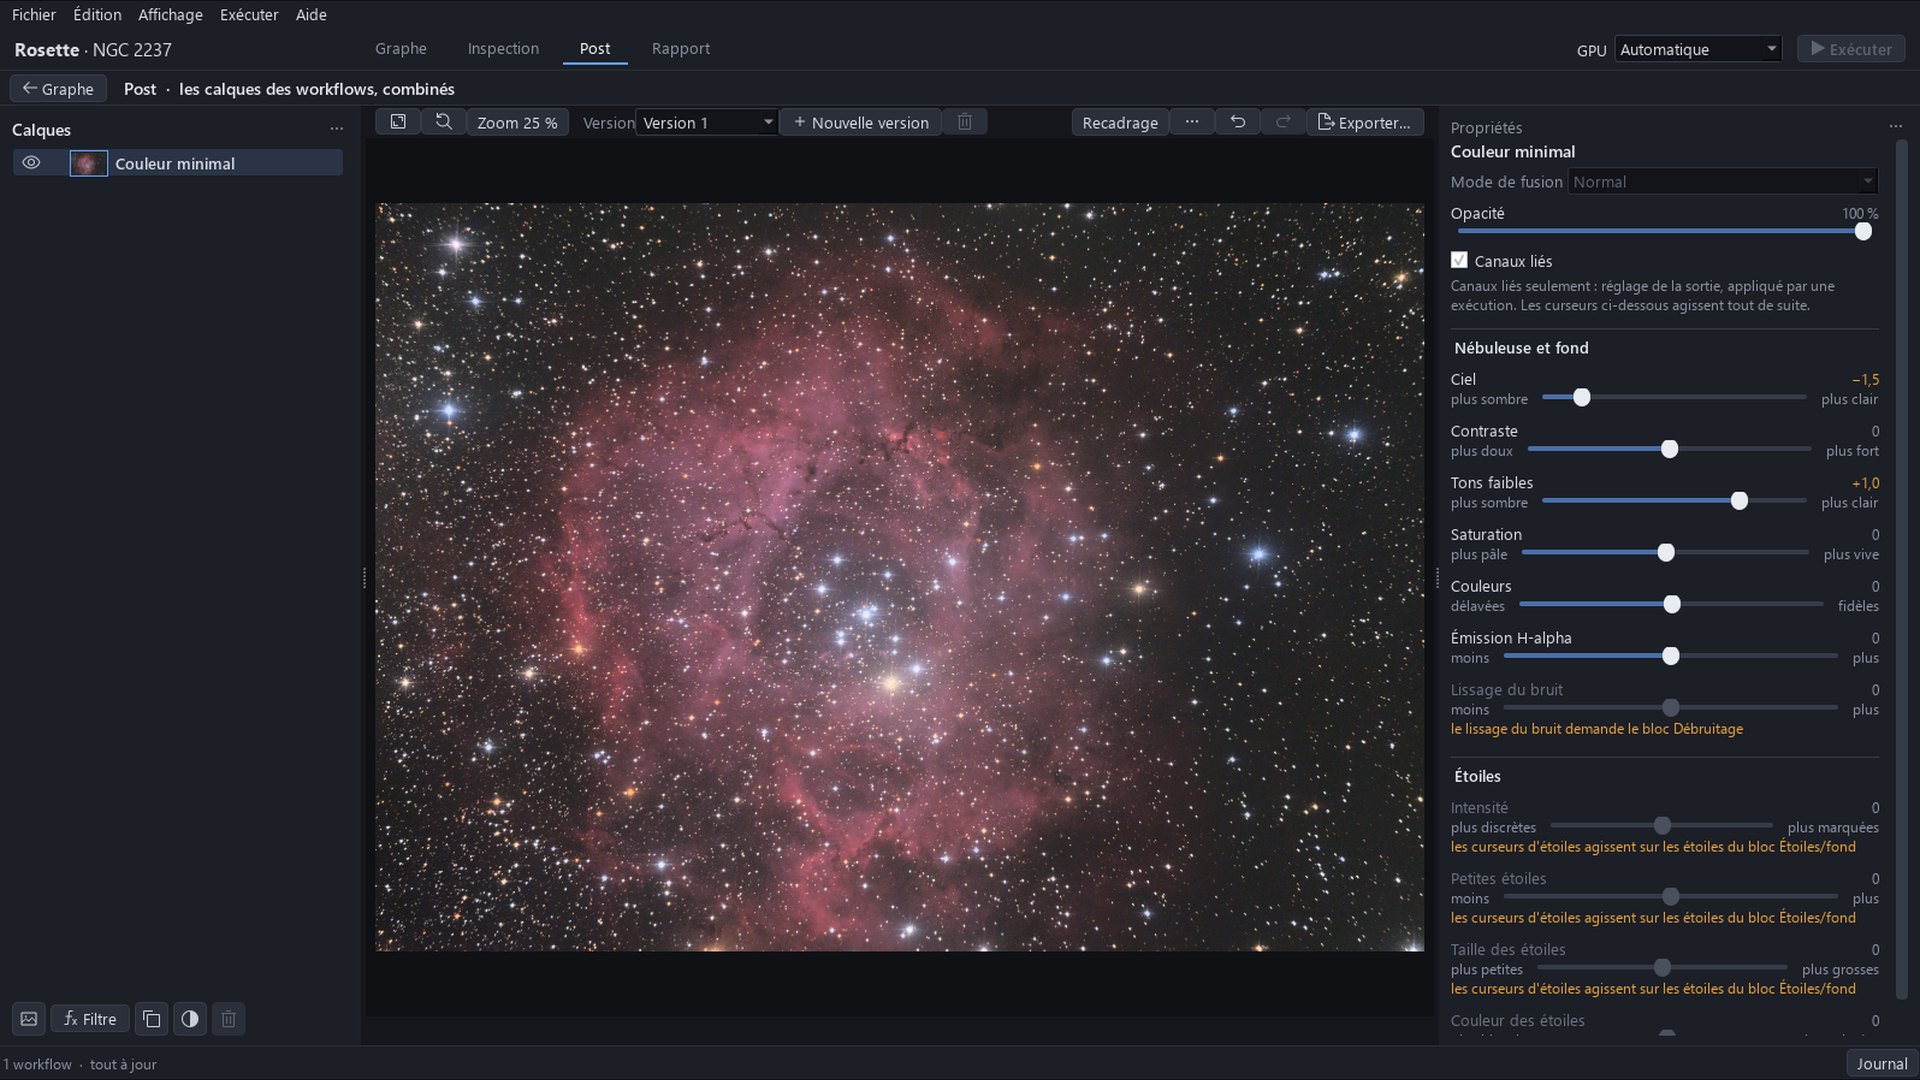 Fichier Édition Affichage Exécuter Aide
Rosette · NGC 2237
Graphe Inspection Post Rapport
GPU Automatique Exécuter
Graphe Post · les calques des workflows, combinés
Calques
Couleur minimal
Zoom 25 % Version Version 1 + Nouvelle version Recadrage ... Exporter...
Propriétés
Couleur minimal
Mode de fusion Normal
Opacité 100 %
Canaux liés
Canaux liés seulement : réglage de la sortie, appliqué par une
exécution. Les curseurs ci-dessous agissent tout de suite.
Nébuleuse et fond
Ciel −1,5
plus sombre plus clair
Contraste 0
plus doux plus fort
Tons faibles +1,0
plus sombre plus clair
Saturation 0
plus pâle plus vive
Couleurs 0
délavées fidèles
Émission H-alpha 0
moins plus
Lissage du bruit 0
moins plus
le lissage du bruit demande le bloc Débruitage
Étoiles
Intensité 0
plus discrètes plus marquées
les curseurs d'étoiles agissent sur les étoiles du bloc Étoiles/fond
Petites étoiles 0
moins plus
les curseurs d'étoiles agissent sur les étoiles du bloc Étoiles/fond
Taille des étoiles 0
plus petites plus grosses
les curseurs d'étoiles agissent sur les étoiles du bloc Étoiles/fond
Couleur des étoiles 0
fx Filtre
1 workflow · tout à jour
Journal